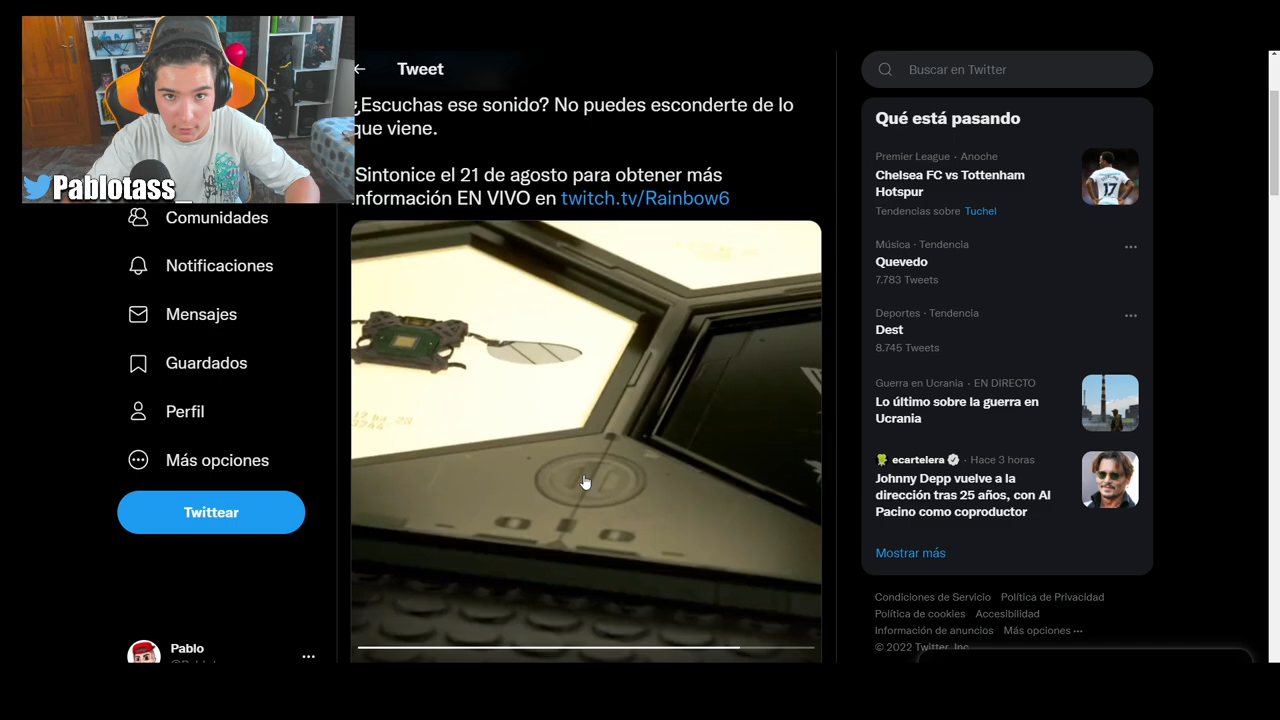 Pablotass_
Comunidades
Notificaciones
Mensajes
Guardados
Perfil
Más opciones
Twittear
Pablo
Tweet
¿Escuchas ese sonido? No puedes esconderte de lo
que viene.
Sintonice el 21 de agosto para obtener más
información EN VIVO en twitch.tv/Rainbow6
Buscar en Twitter
Qué está pasando
Premier League · Anoche
Chelsea FC vs Tottenham
Hotspur
Tendencias sobre Tuchel
Música · Tendencia
Quevedo
7.783 Tweets
Deportes · Tendencia
Dest
8.745 Tweets
Guerra en Ucrania · EN DIRECTO
Lo último sobre la guerra en
Ucrania
ecartelera · Hace 3 horas
Johnny Depp vuelve a la
dirección tras 25 años, con Al
Pacino como coproductor
Mostrar más
Condiciones de Servicio Política de Privacidad
Política de cookies Accesibilidad
Información de anuncios Más opciones ···
© 2022 Twitter, Inc.